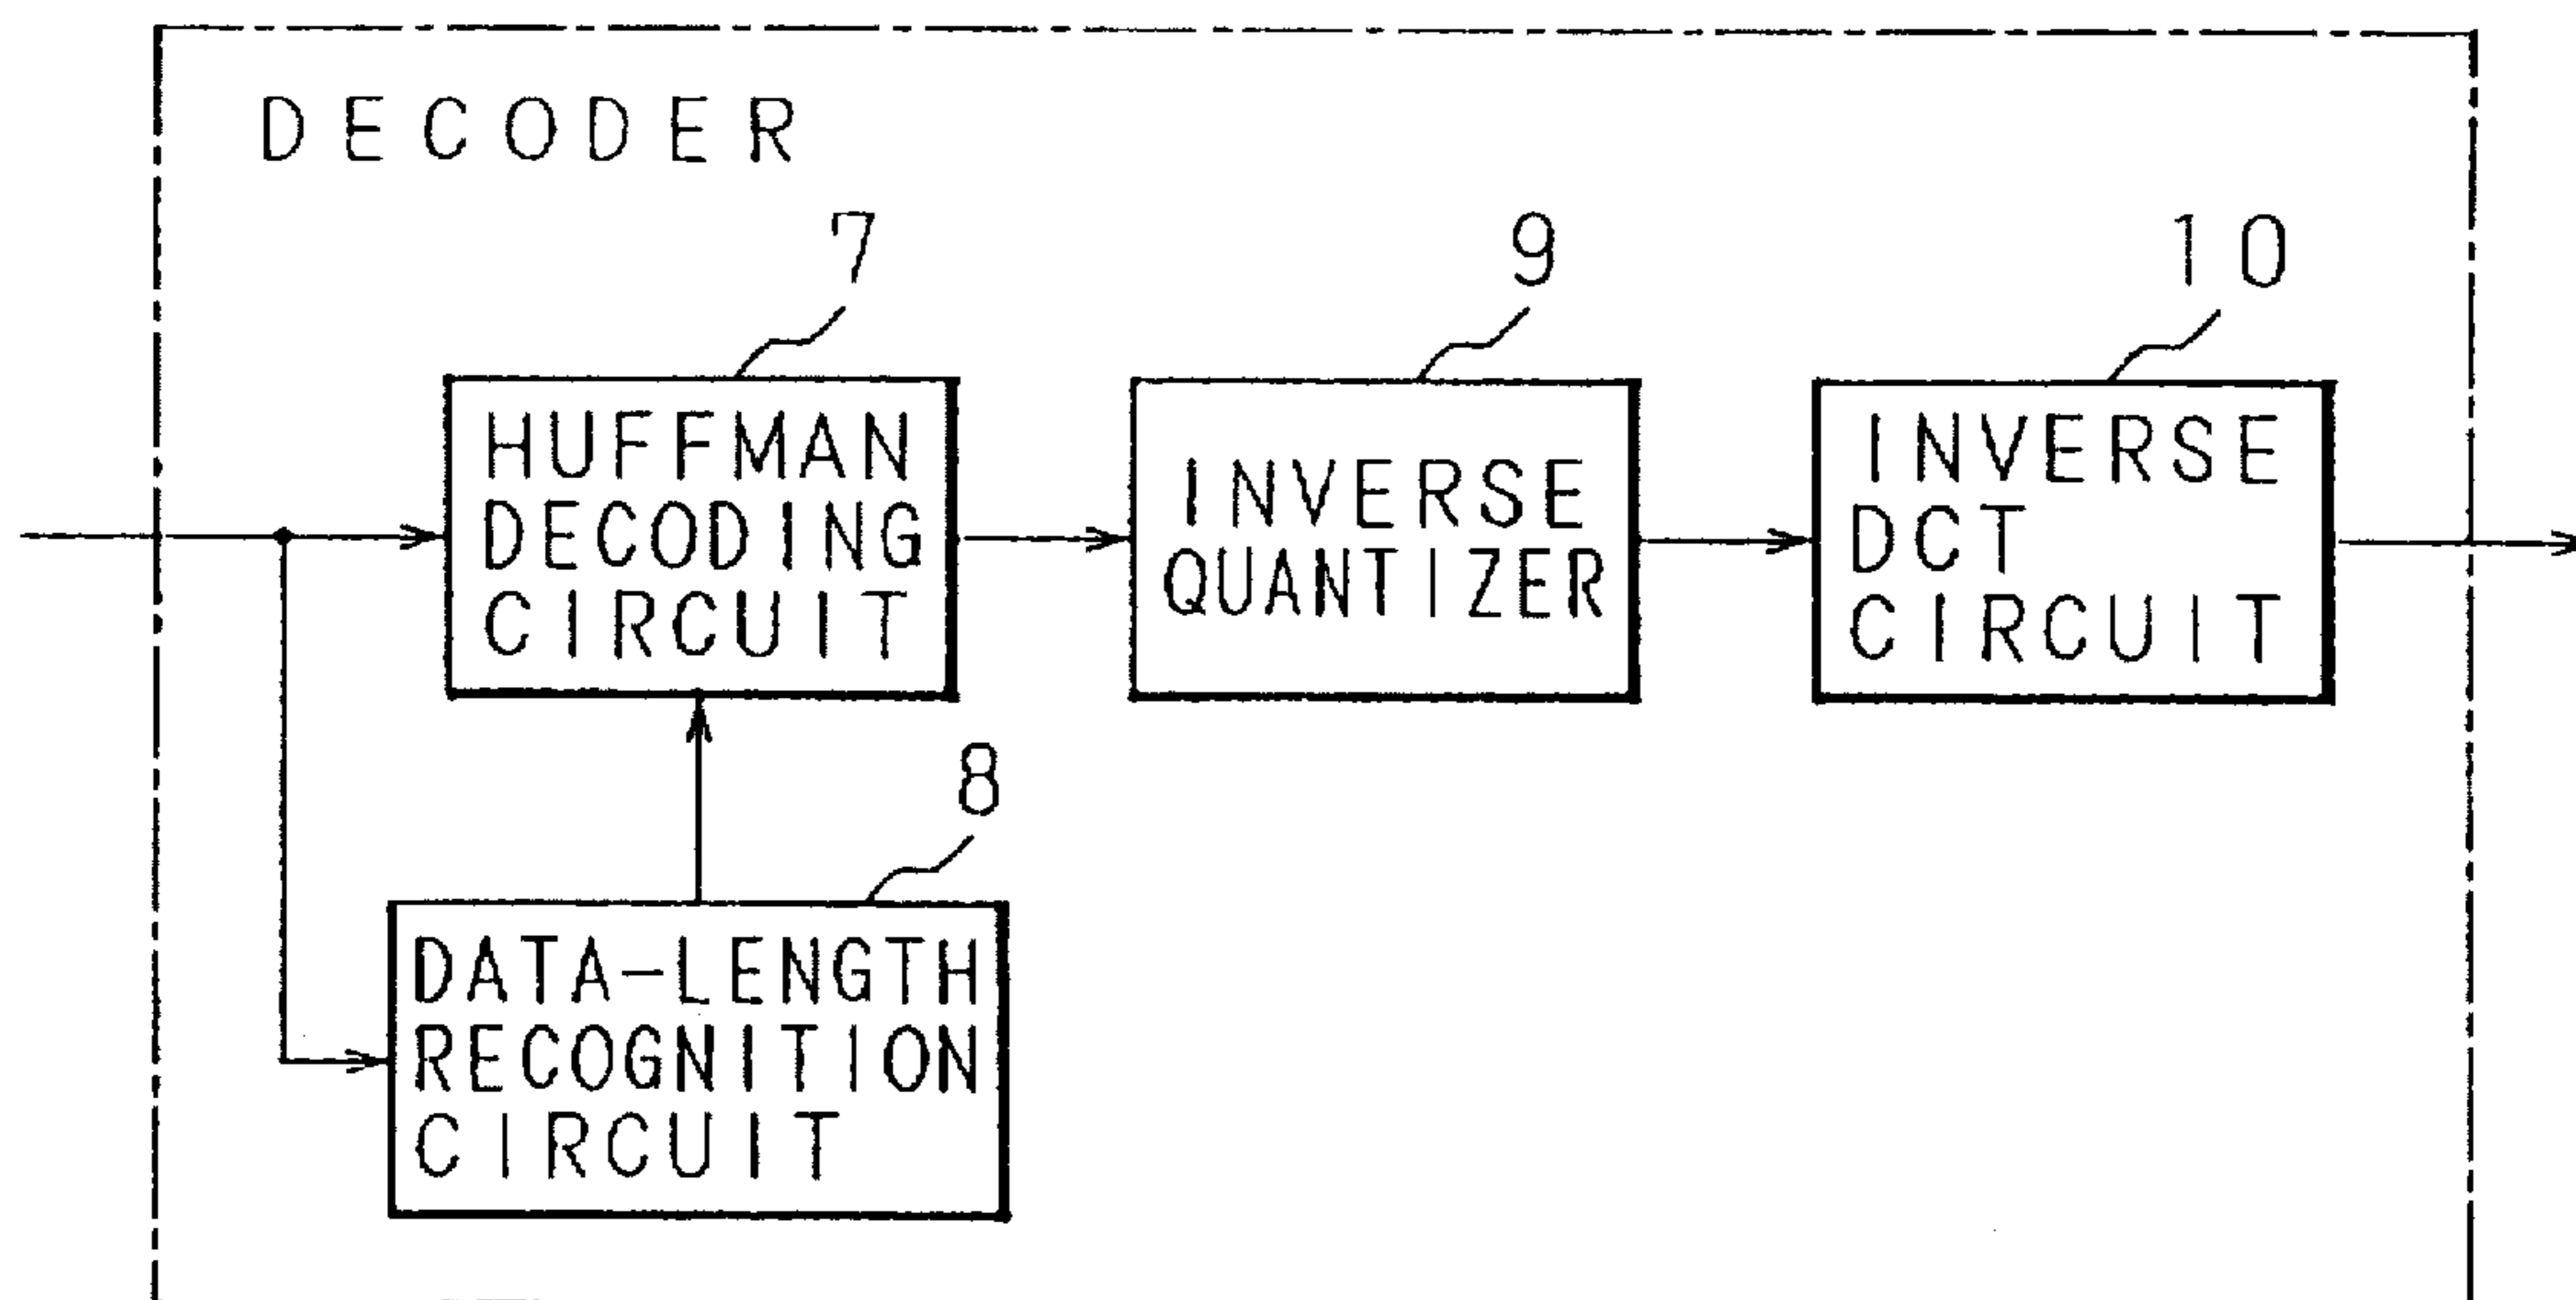 DECODER
7
9
10
HUFFMAN
DECODING
CIRCUIT
INVERSE
QUANTIZER
INVERSE
DCT
CIRCUIT
8
DATA-LENGTH
RECOGNITION
CIRCUIT